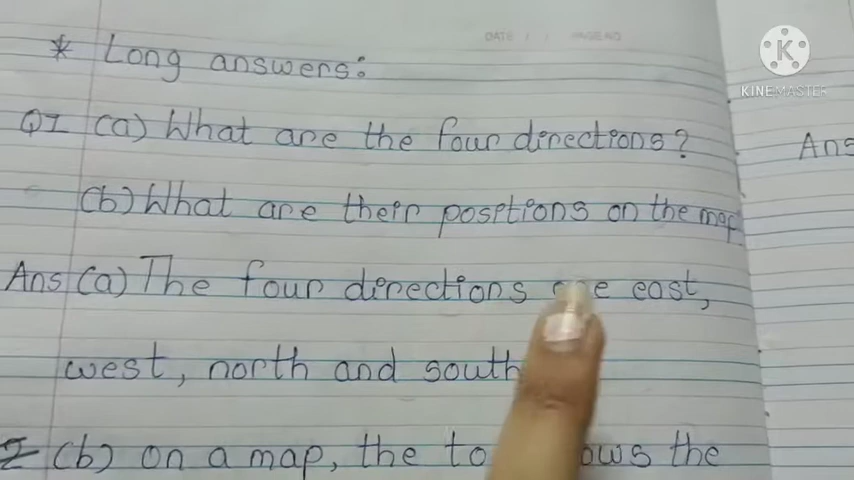 DATE / / PAGE NO
K
KINEMASTER
* Long answers:
Q1 (a) What are the four directions?
(b) What are their positions on the map
Ans (a) The four directions are east,
west, north and south
(b) on a map, the the
Ans